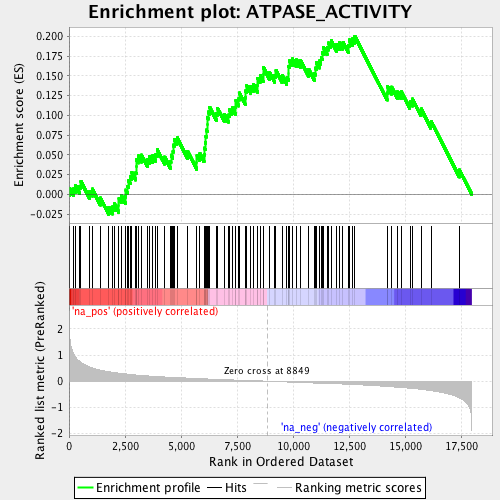 Enrichment plot: ATPASE_ACTIVITY
Enrichment score (ES)
0.200
0.175
0.150
0.125
0.100
0.075
0.050
0.025
0.000
-0.025
'na_pos' (positively correlated)
Ranked list metric (PreRanked)
2
1
0
-1
-2
Zero cross at 8849
'na_neg' (negatively correlated)
0
2,500
5,000
7,500
10,000
12,500
15,000
17,500
Rank in Ordered Dataset
Enrichment profile
Hits
Ranking metric scores